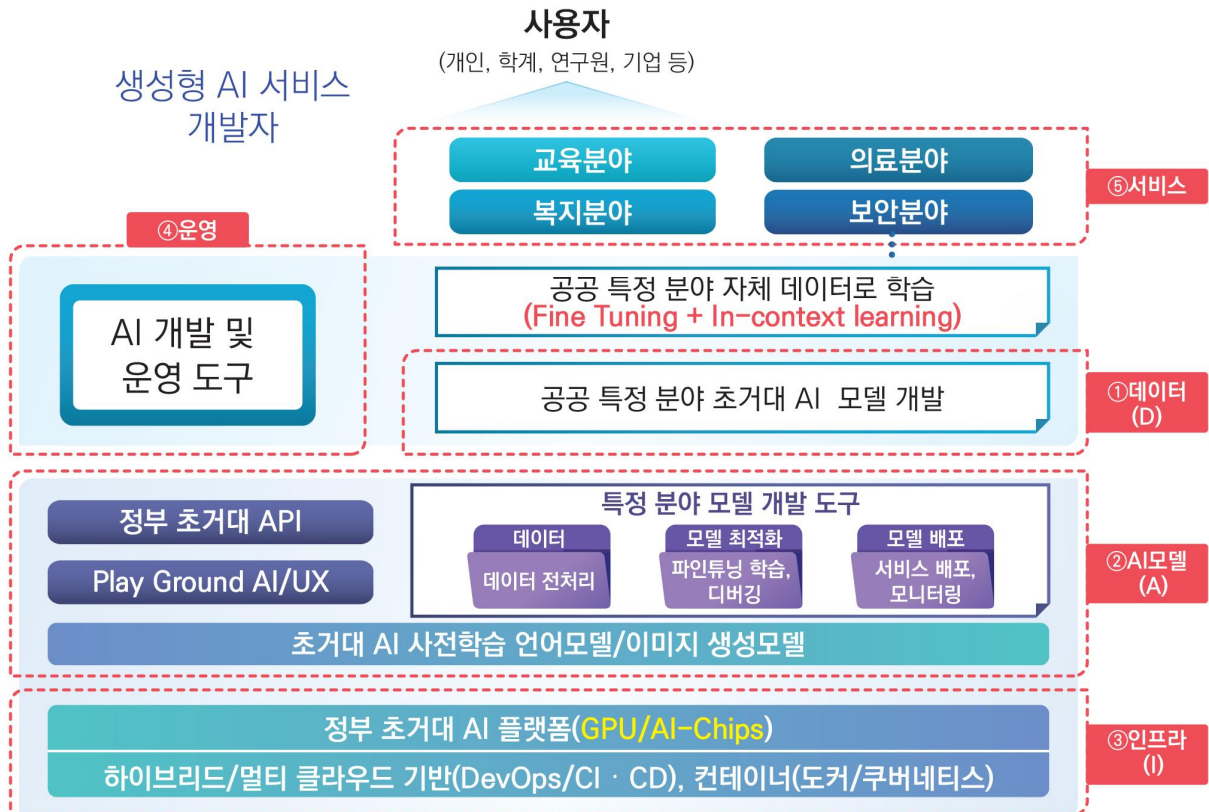 사용자
(개인, 학계, 연구원, 기업 등)
생성형 AI 서비스
개발자
교육분야
의료분야
복지분야
보안분야
⑤서비스
④운영
AI 개발 및
운영 도구
공공 특정 분야 자체 데이터로 학습
(Fine Tuning + In-context learning)
공공 특정 분야 초거대 AI 모델 개발
①데이터
(D)
정부 초거대 API
Play Ground AI/UX
특정 분야 모델 개발 도구
데이터
데이터 전처리
모델 최적화
파인튜닝 학습,
디버깅
모델 배포
서비스 배포,
모니터링
초거대 AI 사전학습 언어모델/이미지 생성모델
②AI모델
(A)
정부 초거대 AI 플랫폼(GPU/AI-Chips)
하이브리드/멀티 클라우드 기반(DevOps/CI · CD), 컨테이너(도커/쿠버네티스)
③인프라
(I)